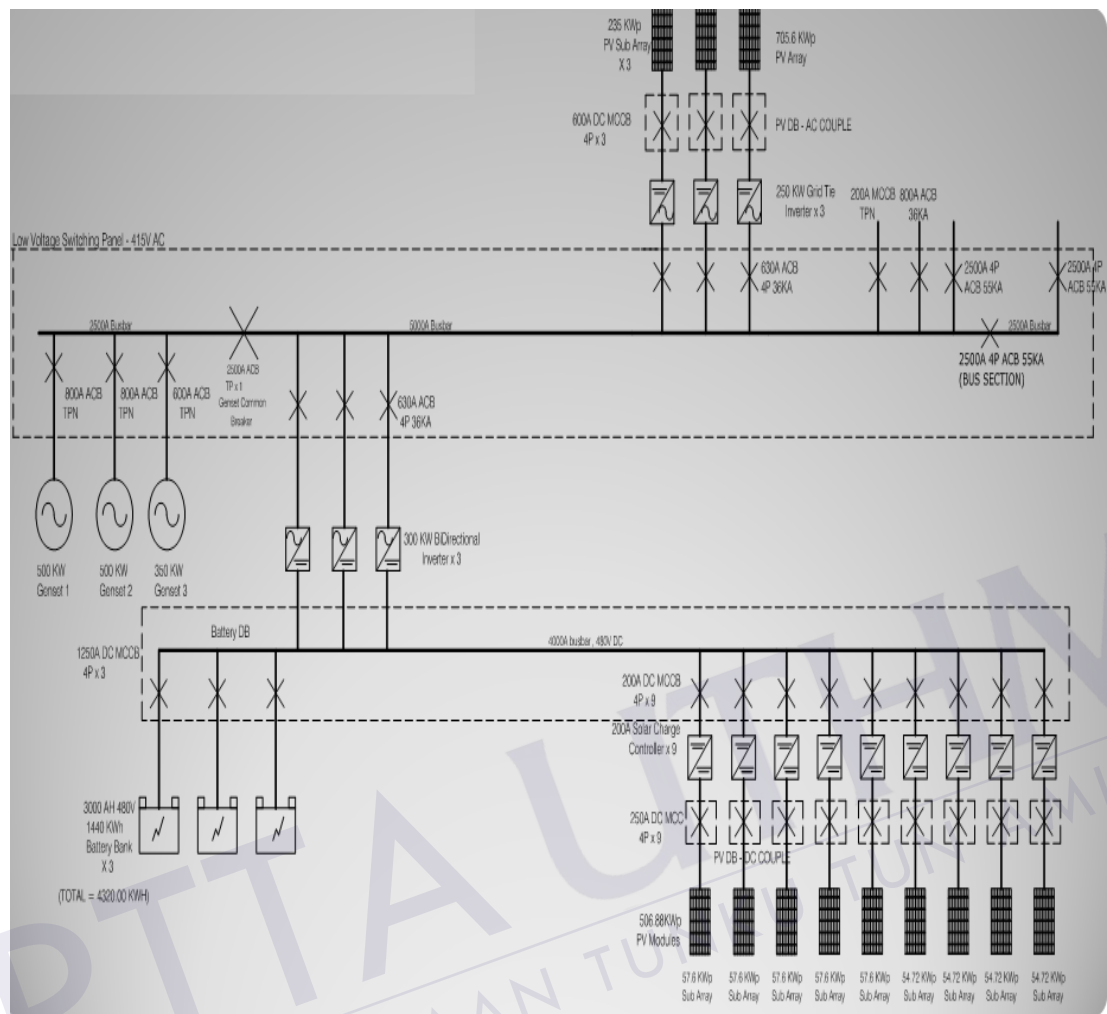 235 KWp
PV Sub Array
X 3
705.6 KWp
PV Array
600A DC MCCB
4P x 3
PV DB - AC COUPLE
250 KW Grid Tie
Inverter x 3
200A MCCB
TPN
800A ACB
36KA
Low Voltage Switching Panel - 415V AC
630A ACB
4P 36KA
2500A 4P
ACB 55KA
2500A 4P
ACB 55KA
2500A Busbar
5000A Busbar
2500A Busbar
2500A 4P ACB 55KA
(BUS SECTION)
800A ACB
TPN
800A ACB
TPN
600A ACB
TPN
2500A ACB
TP x 1
Genset Common
Breaker
630A ACB
4P 36KA
500 KW
Genset 1
500 KW
Genset 2
350 KW
Genset 3
300 KW BiDirectional
Inverter x 3
Battery DB
4000A busbar, 480V DC
1250A DC MCCB
4P x 3
200A DC MCCB
4P x 9
200A Solar Charge
Controller x 9
3000 AH 480V
1440 KWh
Battery Bank
X 3
(TOTAL = 4320.00 KWH)
250A DC MCC
4P x 9
PV DB - DC COUPLE
506.88KWp
PV Modules
57.6 KWp
Sub Array
57.6 KWp
Sub Array
57.6 KWp
Sub Array
57.6 KWp
Sub Array
57.6 KWp
Sub Array
54.72 KWp
Sub Array
54.72 KWp
Sub Array
54.72 KWp
Sub Array
54.72 KWp
Sub Array
PTTA UTHM
TUNKU TUN AMI